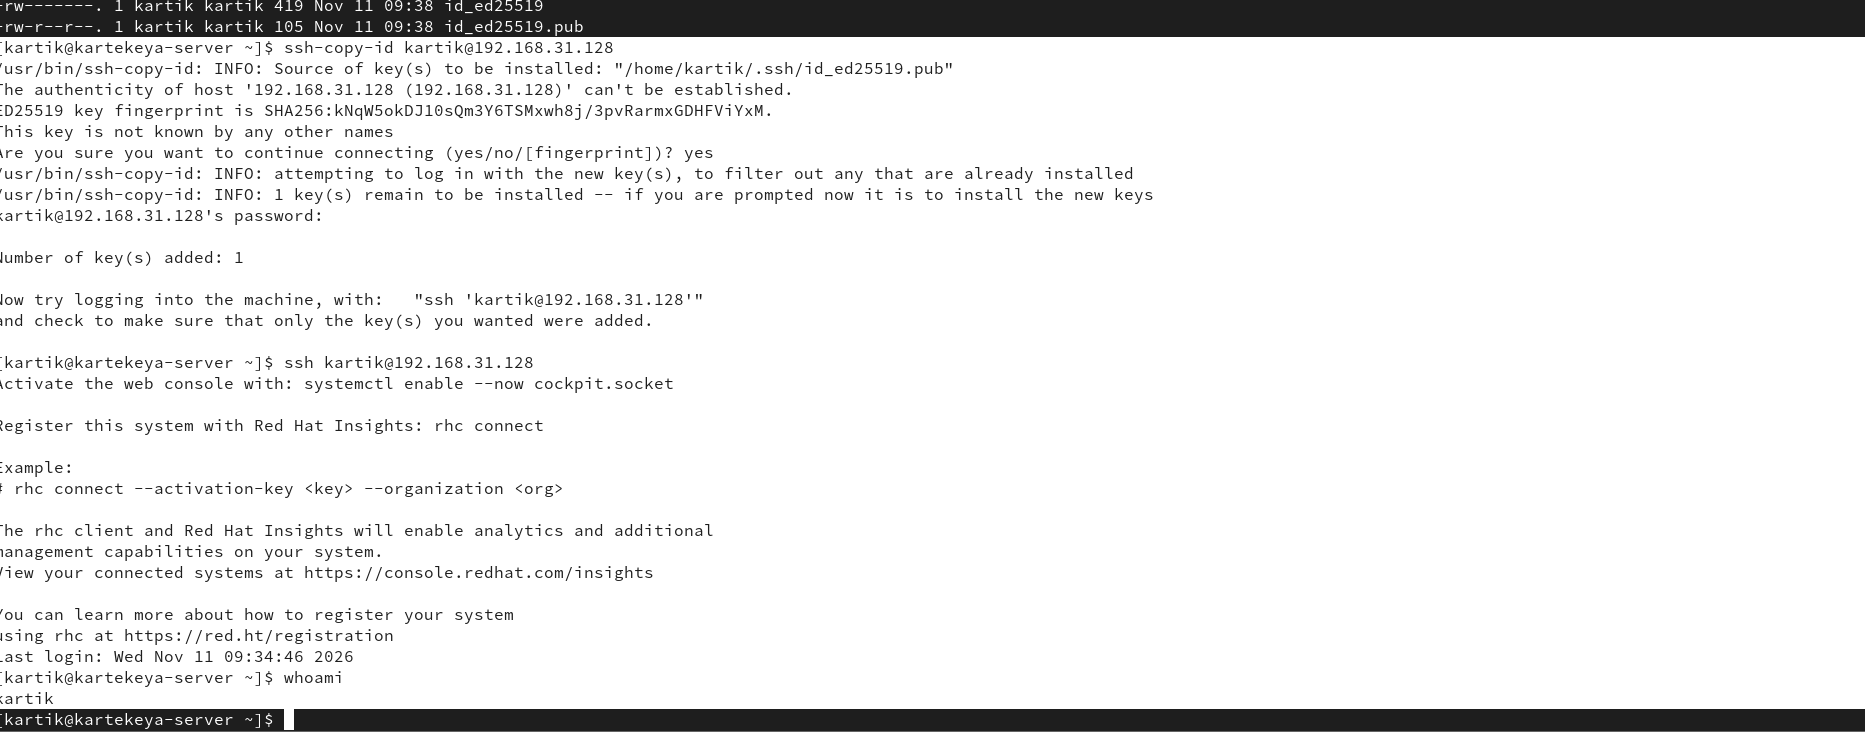 -rw-------. 1 kartik kartik 419 Nov 11 09:38 id_ed25519
-rw-r--r--. 1 kartik kartik 105 Nov 11 09:38 id_ed25519.pub
[kartik@kartekeya-server ~]$ ssh-copy-id kartik@192.168.31.128
/usr/bin/ssh-copy-id: INFO: Source of key(s) to be installed: "/home/kartik/.ssh/id_ed25519.pub"
The authenticity of host '192.168.31.128 (192.168.31.128)' can't be established.
ED25519 key fingerprint is SHA256:kNqW5okDJ10sQm3Y6TSMxwh8j/3pvRarmxGDHFViYxM.
This key is not known by any other names
Are you sure you want to continue connecting (yes/no/[fingerprint])? yes
/usr/bin/ssh-copy-id: INFO: attempting to log in with the new key(s), to filter out any that are already installed
/usr/bin/ssh-copy-id: INFO: 1 key(s) remain to be installed -- if you are prompted now it is to install the new keys
kartik@192.168.31.128's password:
Number of key(s) added: 1
Now try logging into the machine, with:   "ssh 'kartik@192.168.31.128'"
and check to make sure that only the key(s) you wanted were added.
[kartik@kartekeya-server ~]$ ssh kartik@192.168.31.128
Activate the web console with: systemctl enable --now cockpit.socket
Register this system with Red Hat Insights: rhc connect
Example:
# rhc connect --activation-key <key> --organization <org>
The rhc client and Red Hat Insights will enable analytics and additional
management capabilities on your system.
View your connected systems at https://console.redhat.com/insights
You can learn more about how to register your system
using rhc at https://red.ht/registration
Last login: Wed Nov 11 09:34:46 2026
[kartik@kartekeya-server ~]$ whoami
kartik
[kartik@kartekeya-server ~]$